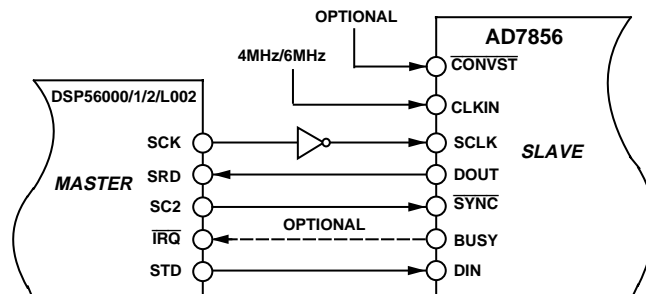 OPTIONAL
AD7856
4MHz/6MHz
CONVST
DSP56000/1/2/L002
CLKIN
SCK
SCLK
SLAVE
MASTER
SRD
DOUT
SC2
SYNC
OPTIONAL
IRQ
BUSY
STD
DIN